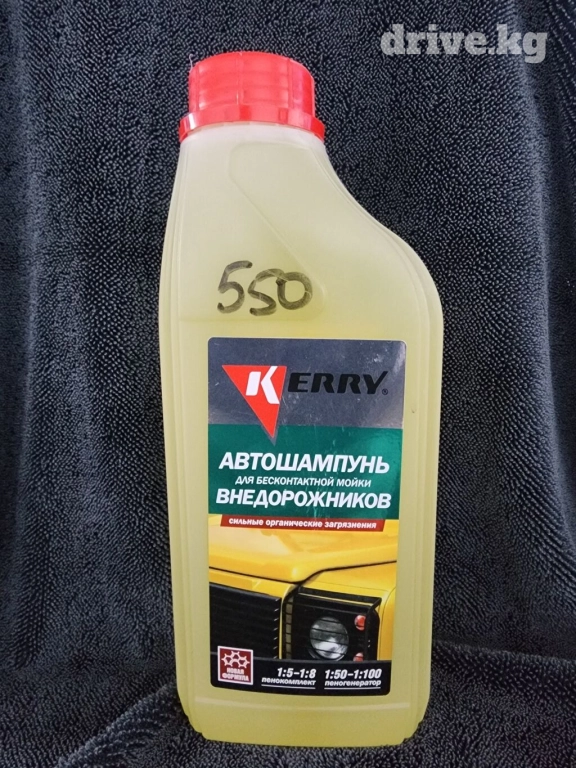 drive.kg
550
KERRY®
АВТОШАМПУНЬ
ДЛЯ БЕСКОНТАКТНОЙ МОЙКИ
ВНЕДОРОЖНИКОВ
сильные органические загрязнения
НОВАЯ
ФОРМУЛА
1:5–1:8
пенокомплект
1:50–1:100
пеногенератор